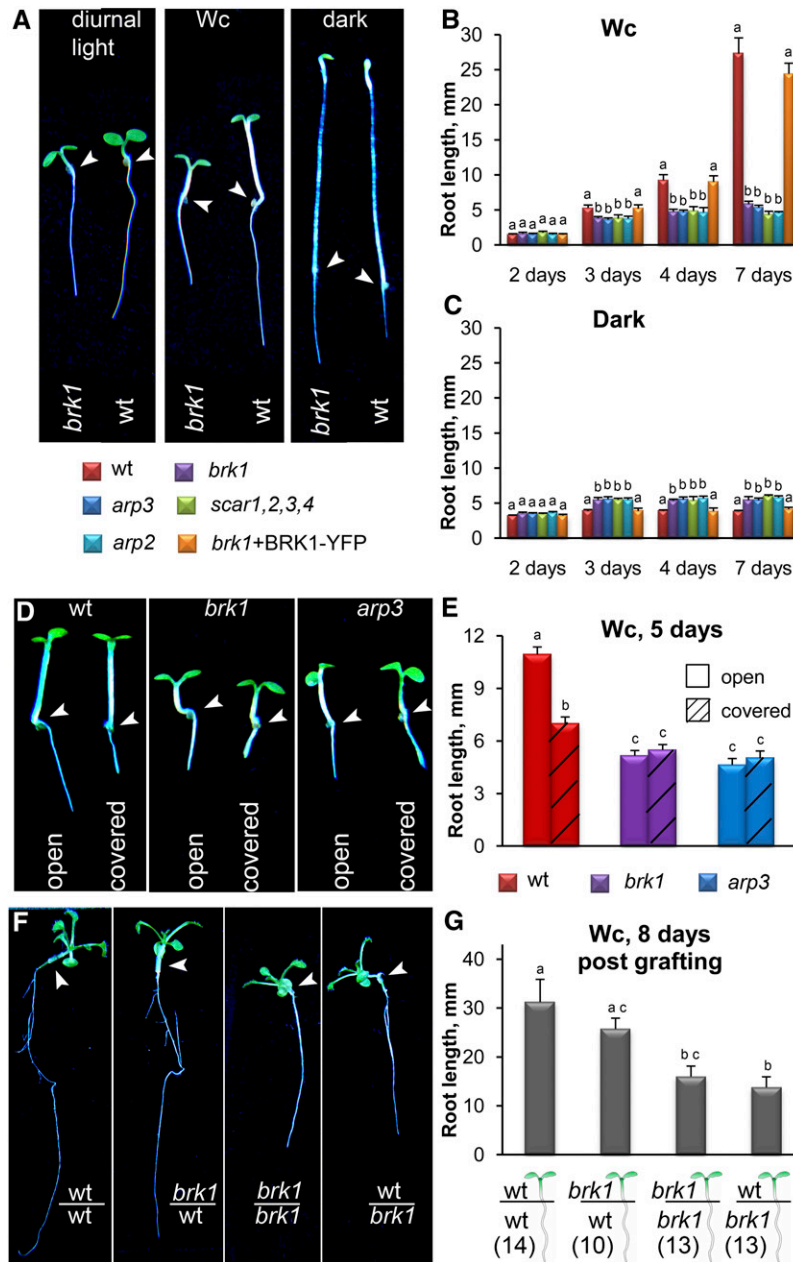 A
diurnal
light
Wc
dark
brk1
wt
brk1
wt
brk1
wt
wt
brk1
arp3
scar1,2,3,4
arp2
brk1+BRK1-YFP
B
Wc
Root length, mm
30
25
20
15
10
5
0
a a a a a a
a b b b b a
a b b b b a
a b b b b a
2 days
3 days
4 days
7 days
C
Dark
Root length, mm
30
25
20
15
10
5
0
a a a a a a
a b b b b a
a b b b b a
a b b b b a
2 days
3 days
4 days
7 days
D
wt
brk1
arp3
open
covered
open
covered
open
covered
E
Wc, 5 days
Root length, mm
12
9
6
3
0
a
b
c
c
c
c
open
covered
wt
brk1
arp3
F
wt
wt
brk1
wt
brk1
brk1
wt
brk1
G
Wc, 8 days
post grafting
Root length, mm
40
30
20
10
0
a
a c
b c
b
wt
wt
(14)
brk1
wt
(10)
brk1
brk1
(13)
wt
brk1
(13)